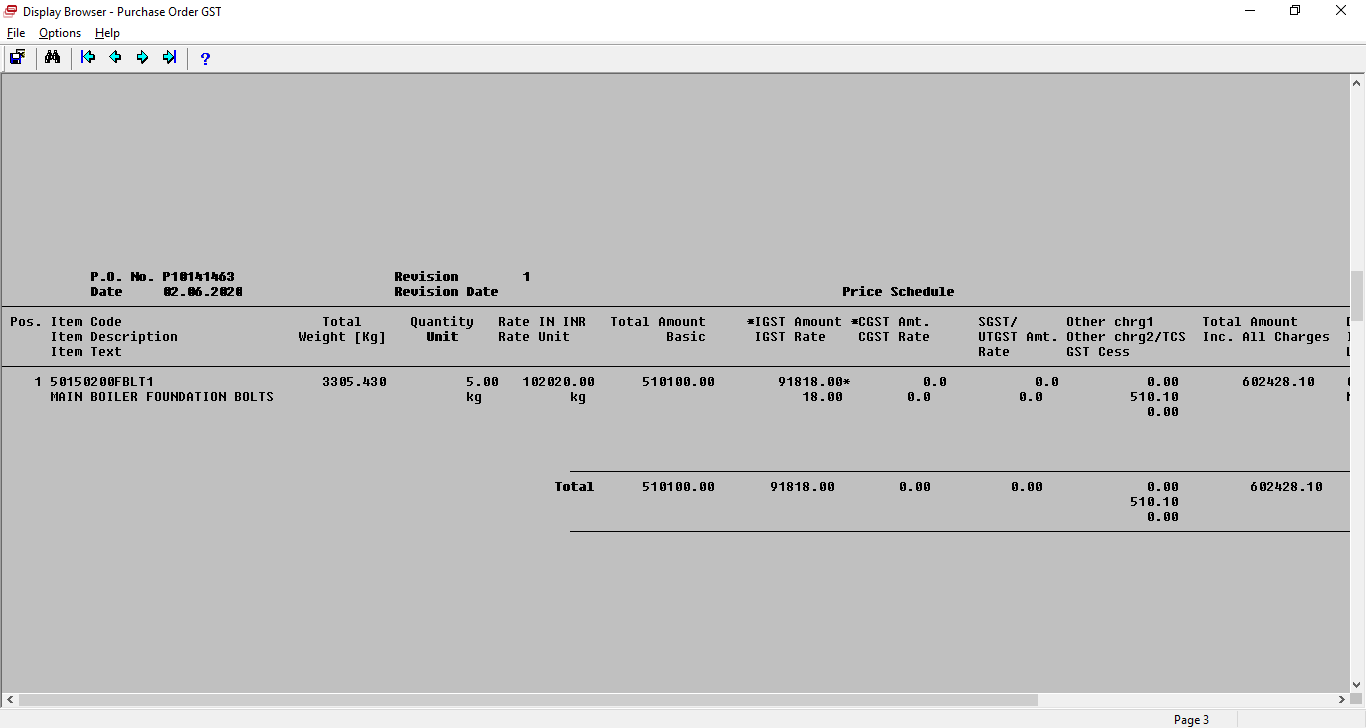 Display Browser - Purchase Order GST
File Options Help
?
P.O. No. P10141463 Revision 1
Date 02.06.2020 Revision Date Price Schedule
Pos. Item Code Total Quantity Rate IN INR Total Amount *IGST Amount *CGST Amt. SGST/ Other chrg1 Total Amount
Item Description Weight [Kg] Unit Rate Unit Basic IGST Rate CGST Rate UTGST Amt. Other chrg2/TCS Inc. All Charges
Item Text Rate GST Cess
1 50150200FBLT1 3305.430 5.00 102020.00 510100.00 91818.00* 0.0 0.0 0.00 602428.10
MAIN BOILER FOUNDATION BOLTS kg kg 18.00 0.0 0.0 510.10
0.00
Total 510100.00 91818.00 0.00 0.00 0.00 602428.10
510.10
0.00
Page 3